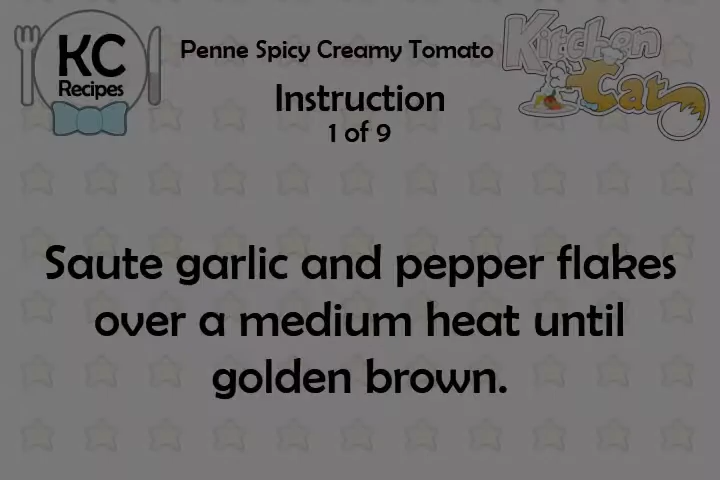 KC
Recipes
Penne Spicy Creamy Tomato
Kitchen
Cat
Instruction
1 of 9
Saute garlic and pepper flakes
over a medium heat until
golden brown.